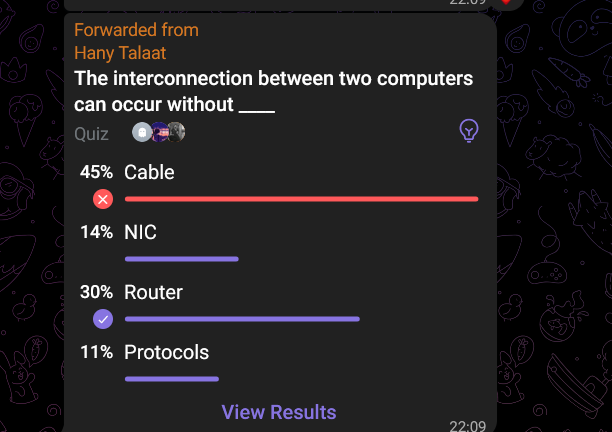 22:09
Forwarded from
Hany Talaat
The interconnection between two computers
can occur without ____
Quiz
45% Cable
14% NIC
30% Router
11% Protocols
View Results
22:09